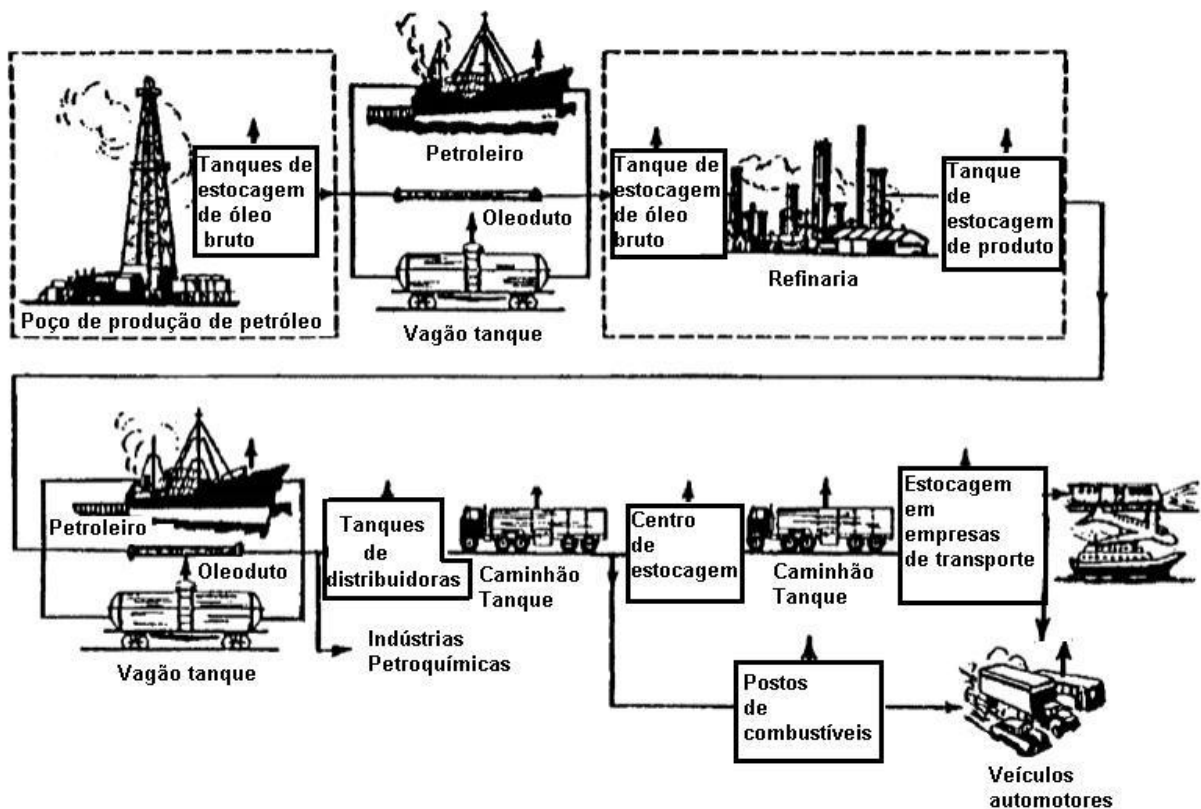 Petroleiro
Tanques de
estocagem
de óleo
bruto
Oleoduto
Tanque de
estocagem
de óleo
bruto
Tanque
de
estocagem
de produto
Refinaria
Poço de produção de petróleo
Vagão tanque
Petroleiro
Oleoduto
Vagão tanque
Tanques
de
distribuidoras
Caminhão
Tanque
Indústrias
Petroquímicas
Centro
de
estocagem
Caminhão
Tanque
Estocagem
em
empresas
de transporte
Postos
de
combustíveis
Veículos
automotores